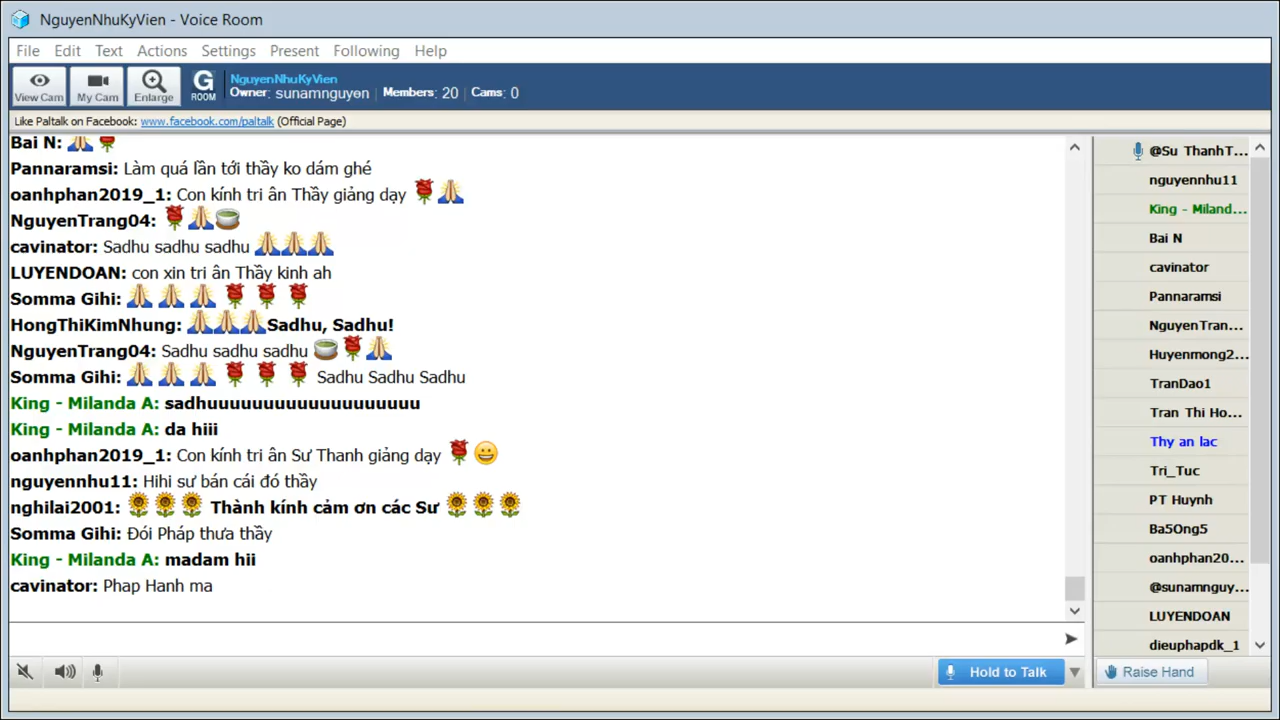 NguyenNhuKyVien - Voice Room
File Edit Text Actions Settings Present Following Help
View Cam My Cam Enlarge G ROOM
NguyenNhuKyVien
Owner: sunamnguyen Members: 20 Cams: 0
Like Paltalk on Facebook: www.facebook.com/paltalk (Official Page)
Bai N: 🙏🌹
Pannaramsi: Làm quá lần tới thầy ko dám ghé
oanhphan2019_1: Con kính tri ân Thầy giảng dạy 🌹🙏
NguyenTrang04: 🌹🙏🍵
cavinator: Sadhu sadhu sadhu 🙏🙏🙏
LUYENDOAN: con xin tri ân Thầy kinh ah
Somma Gihi: 🙏 🙏 🙏 🌹 🌹 🌹
HongThiKimNhung: 🙏🙏🙏Sadhu, Sadhu!
NguyenTrang04: Sadhu sadhu sadhu 🍵🌹🙏
Somma Gihi: 🙏 🙏 🙏 🌹 🌹 🌹 Sadhu Sadhu Sadhu
King - Milanda A: sadhuuuuuuuuuuuuuuuuuuu
King - Milanda A: da hiii
oanhphan2019_1: Con kính tri ân Sư Thanh giảng dạy 🌹😀
nguyennhu11: Hihi sư bán cái đó thầy
nghilai2001: 🌻🌻🌻 Thành kính cảm ơn các Sư 🌻🌻🌻
Somma Gihi: Đói Pháp thưa thầy
King - Milanda A: madam hii
cavinator: Phap Hanh ma
@Su ThanhT...
nguyennhu11
King - Miland...
Bai N
cavinator
Pannaramsi
NguyenTran...
Huyenmong2...
TranDao1
Tran Thi Ho...
Thy an lac
Tri_Tuc
PT Huynh
Ba5Ong5
oanhphan20...
@sunamnguy...
LUYENDOAN
dieuphapdk_1
Hold to Talk
Raise Hand